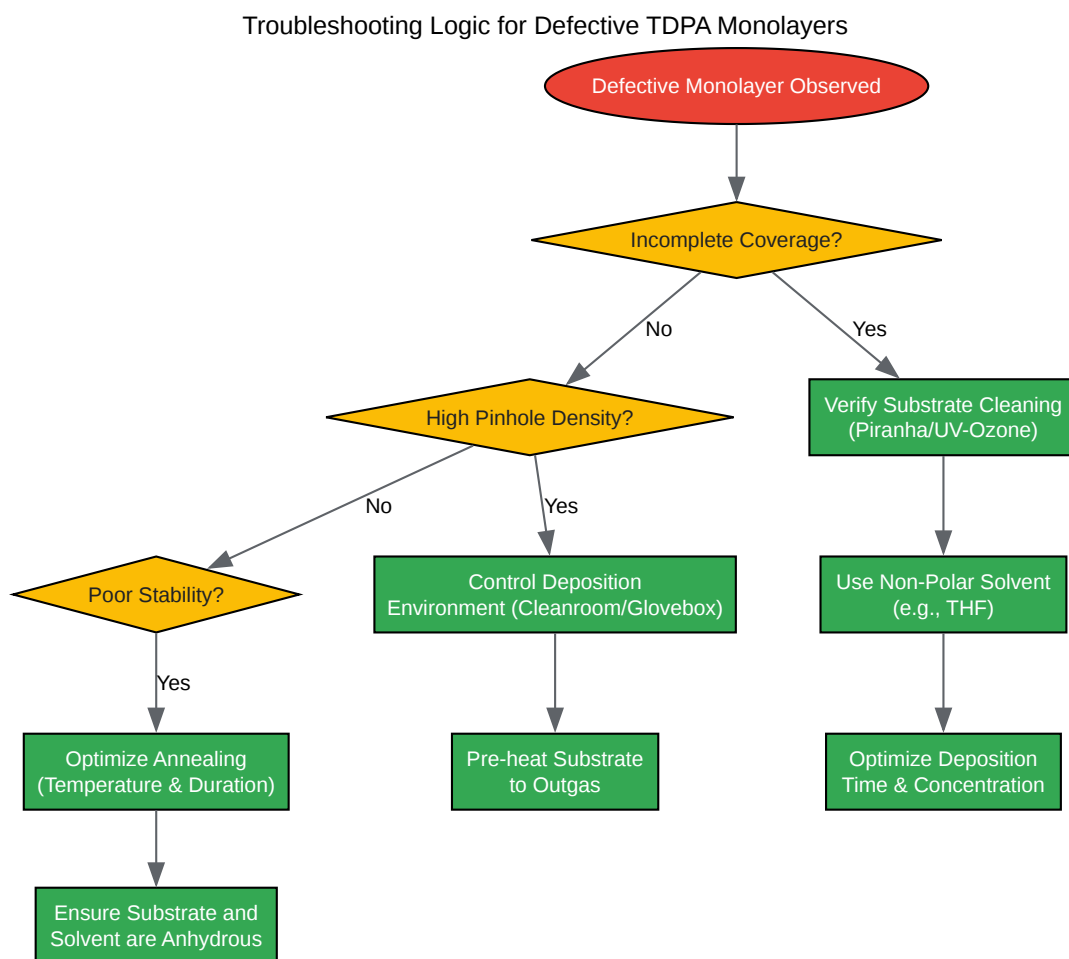 Troubleshooting Logic for Defective TDPA Monolayers
Defective Monolayer Observed
Incomplete Coverage?
No
Yes
High Pinhole Density?
Verify Substrate Cleaning
(Piranha/UV-Ozone)
No
Yes
Poor Stability?
Control Deposition
Environment (Cleanroom/Glovebox)
Use Non-Polar Solvent
(e.g., THF)
Yes
Optimize Annealing
(Temperature & Duration)
Pre-heat Substrate
to Outgas
Optimize Deposition
Time & Concentration
Ensure Substrate and
Solvent are Anhydrous